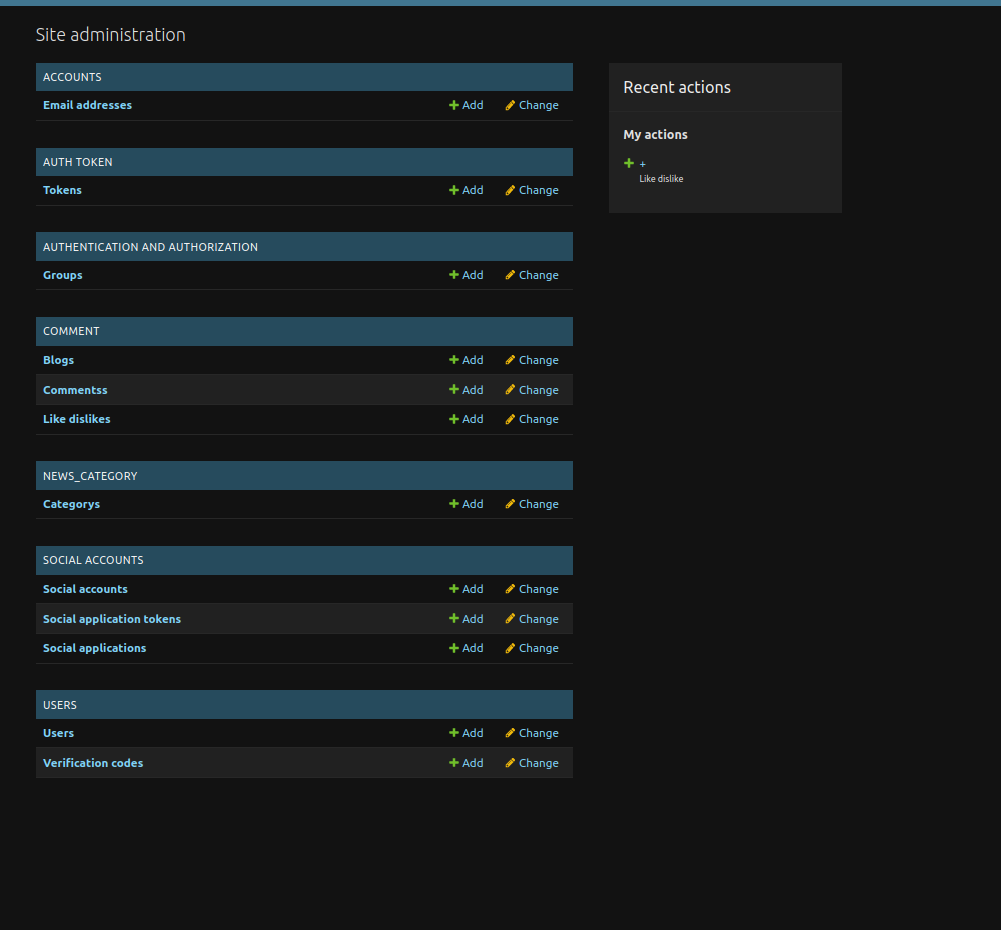 Site administration
ACCOUNTS
Email addresses Add Change
AUTH TOKEN
Tokens Add Change
AUTHENTICATION AND AUTHORIZATION
Groups Add Change
COMMENT
Blogs Add Change
Commentss Add Change
Like dislikes Add Change
NEWS_CATEGORY
Categorys Add Change
SOCIAL ACCOUNTS
Social accounts Add Change
Social application tokens Add Change
Social applications Add Change
USERS
Users Add Change
Verification codes Add Change
Recent actions
My actions
+
Like dislike